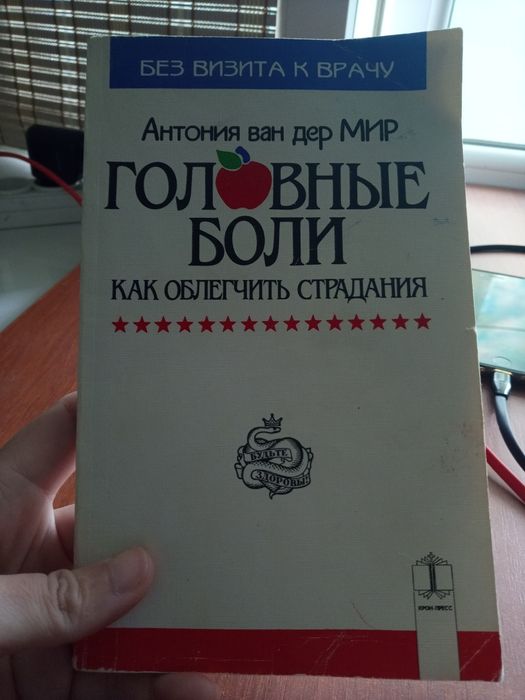 БЕЗ ВИЗИТА К ВРАЧУ
Антония ван дер МИР
ГОЛОВНЫЕ
БОЛИ
КАК ОБЛЕГЧИТЬ СТРАДАНИЯ
БУДЬТЕ
ЗДОРОВЫ!
КРОН-ПРЕСС